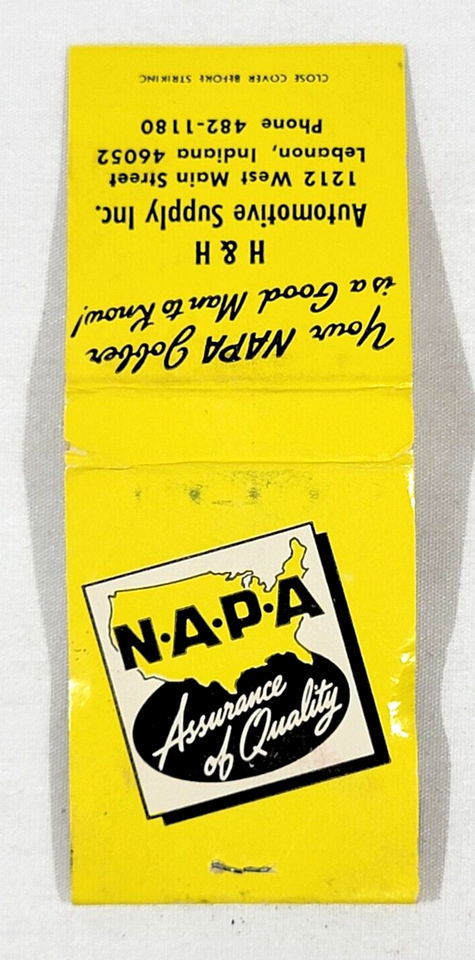 Your NAPA Jobber
is a Good Man to Know!
H & H
Automotive Supply Inc.
1212 West Main Street
Lebanon, Indiana 46052
Phone 482-1180
CLOSE COVER BEFORE STRIKING
N·A·P·A
Assurance
of Quality